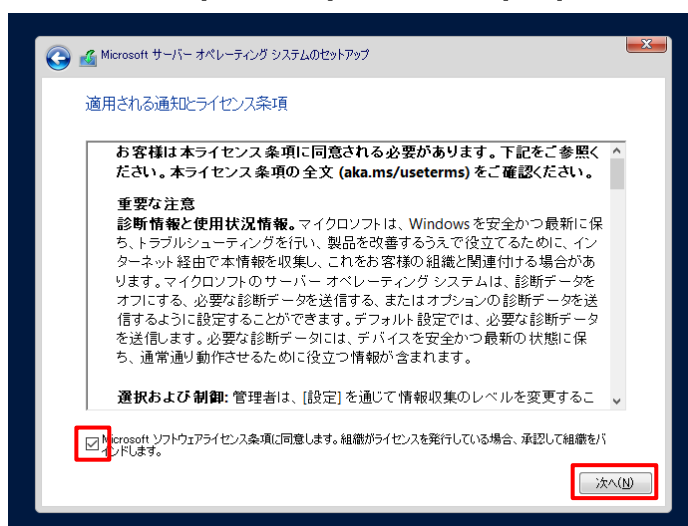 Microsoft サーバー オペレーティング システムのセットアップ
適用される通知とライセンス条項
お客様は本ライセンス条項に同意される必要があります。下記をご参照く
ださい。本ライセンス条項の全文 (aka.ms/useterms) をご確認ください。
重要な注意
診断情報と使用状況情報。マイクロソフトは、Windows を安全かつ最新に保
ち、トラブルシューティングを行い、製品を改善するうえで役立てるために、イン
ターネット経由で本情報を収集し、これをお客様の組織と関連付ける場合があ
ります。マイクロソフトのサーバー オペレーティング システムは、診断データを
オフにする、必要な診断データを送信する、またはオプションの診断データを送
信するように設定することができます。デフォルト設定では、必要な診断データ
を送信します。必要な診断データには、デバイスを安全かつ最新の状態に保
ち、通常通り動作させるために役立つ情報が含まれます。
選択および制御: 管理者は、[設定] を通じて情報収集のレベルを変更するこ
Microsoft ソフトウェアライセンス条項に同意します。組織がライセンスを発行している場合、承認して組織をバ
インドします。
次へ(N)